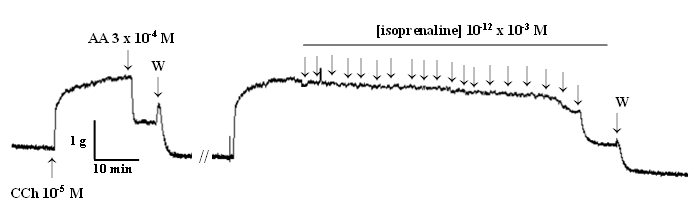 [isoprenaline] 10⁻¹² x 10⁻³ M
AA 3 x 10⁻⁴ M
W
W
1 g
10 min
//
CCh 10⁻⁵ M